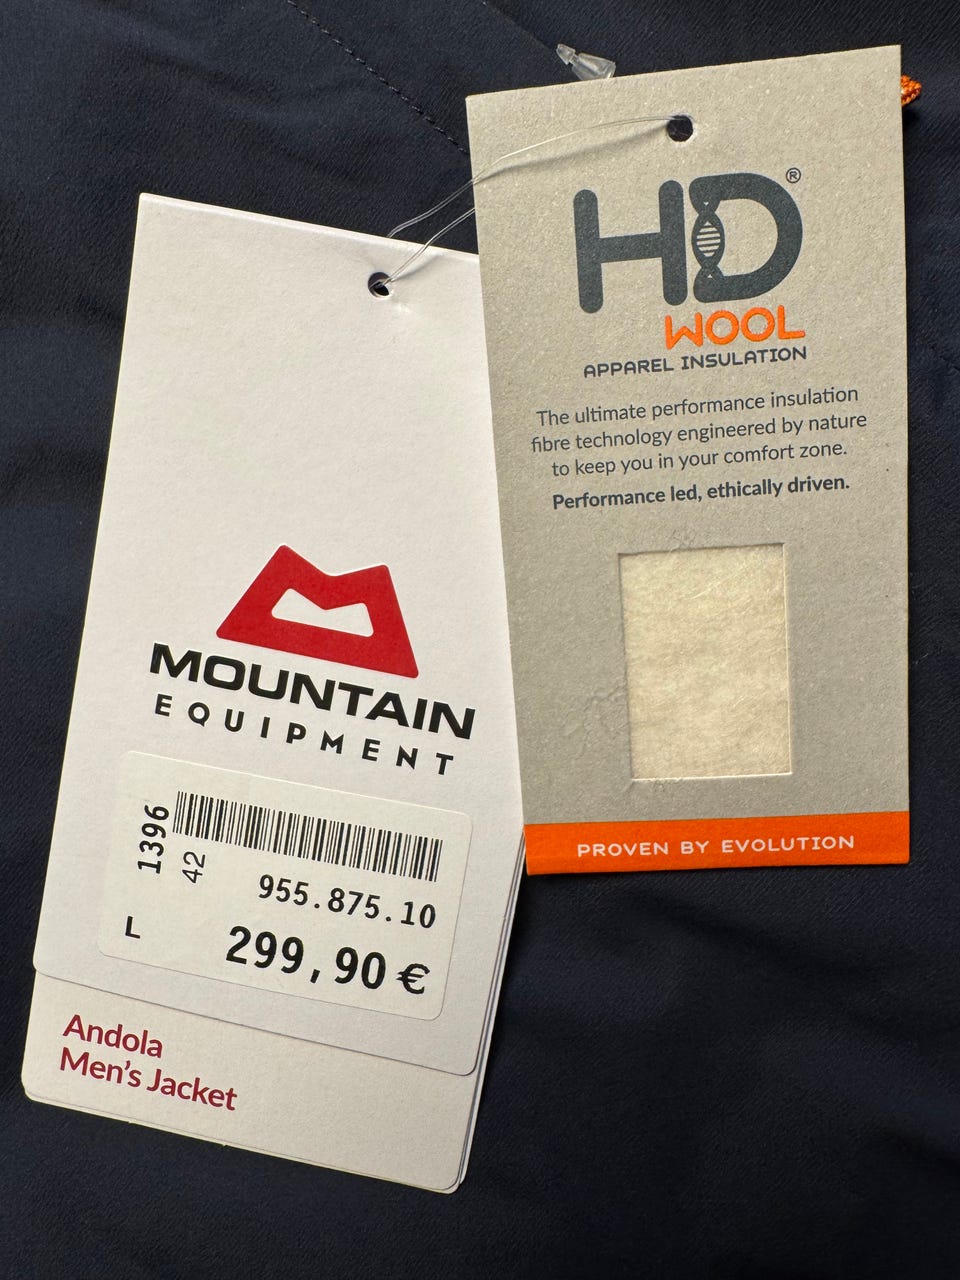 MOUNTAIN
EQUIPMENT
1396
42
955.875.10
L
299,90 €
Andola
Men's Jacket
HD®
WOOL
APPAREL INSULATION
The ultimate performance insulation
fibre technology engineered by nature
to keep you in your comfort zone.
Performance led, ethically driven.
PROVEN BY EVOLUTION